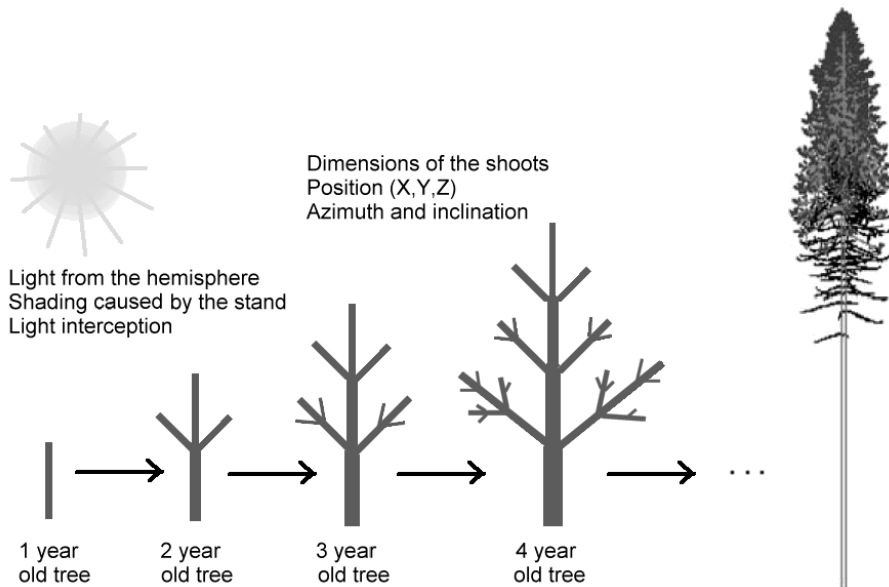 Dimensions of the shoots
Position (X,Y,Z)
Azimuth and inclination
Light from the hemisphere
Shading caused by the stand
Light interception
...
1 year
old tree
2 year
old tree
3 year
old tree
4 year
old tree